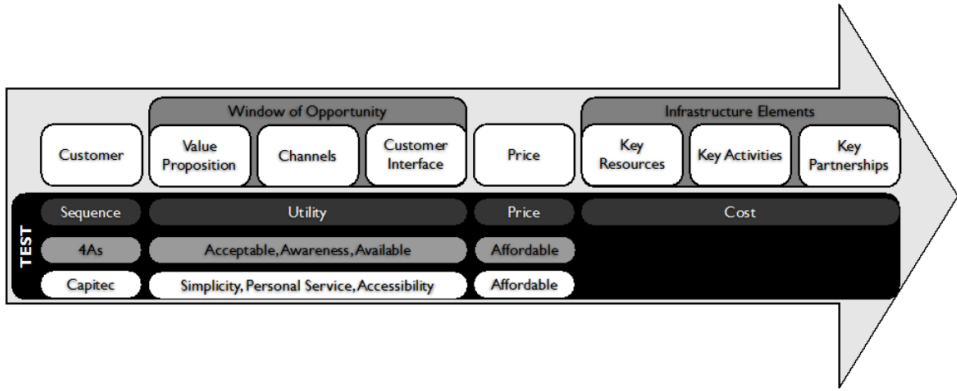 Window of Opportunity
Infrastructure Elements
Customer
Value
Proposition
Channels
Customer
Interface
Price
Key
Resources
Key Activities
Key
Partnerships
TEST
Sequence
Utility
Price
Cost
4As
Acceptable, Awareness, Available
Affordable
Capitec
Simplicity, Personal Service, Accessibility
Affordable